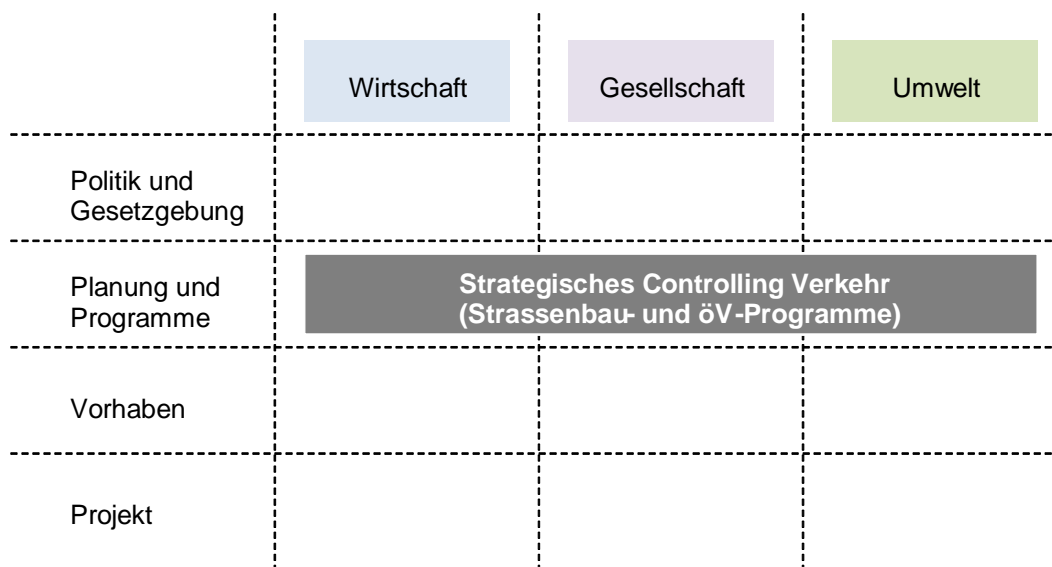 Wirtschaft
Gesellschaft
Umwelt
Politik und
Gesetzgebung
Planung und
Programme
Strategisches Controlling Verkehr
(Strassenbau- und öV-Programme)
Vorhaben
Projekt